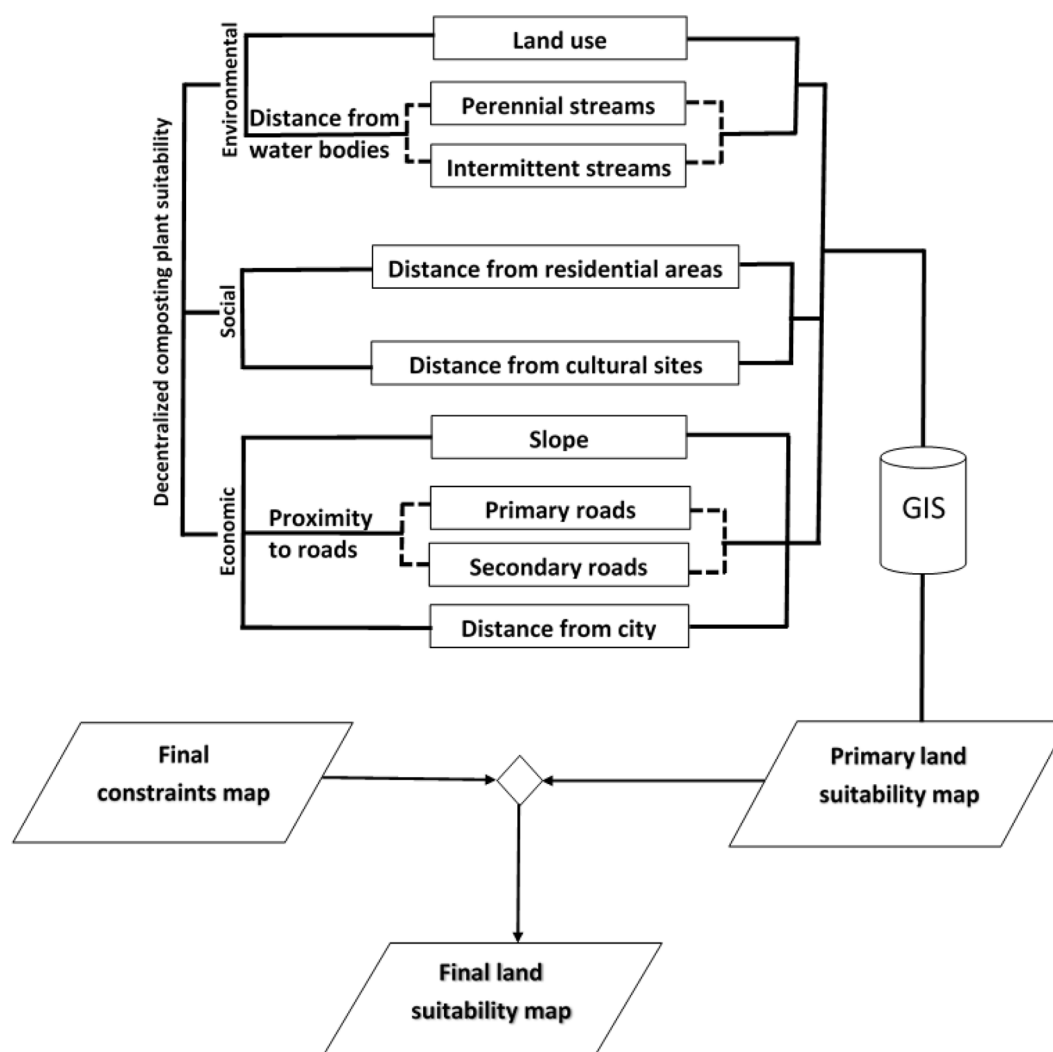 Decentralized composting plant suitability
Environmental
Land use
Distance from
water bodies
Perennial streams
Intermittent streams
Social
Distance from residential areas
Distance from cultural sites
Economic
Slope
Proximity
to roads
Primary roads
Secondary roads
Distance from city
GIS
Final
constraints map
Primary land
suitability map
Final land
suitability map